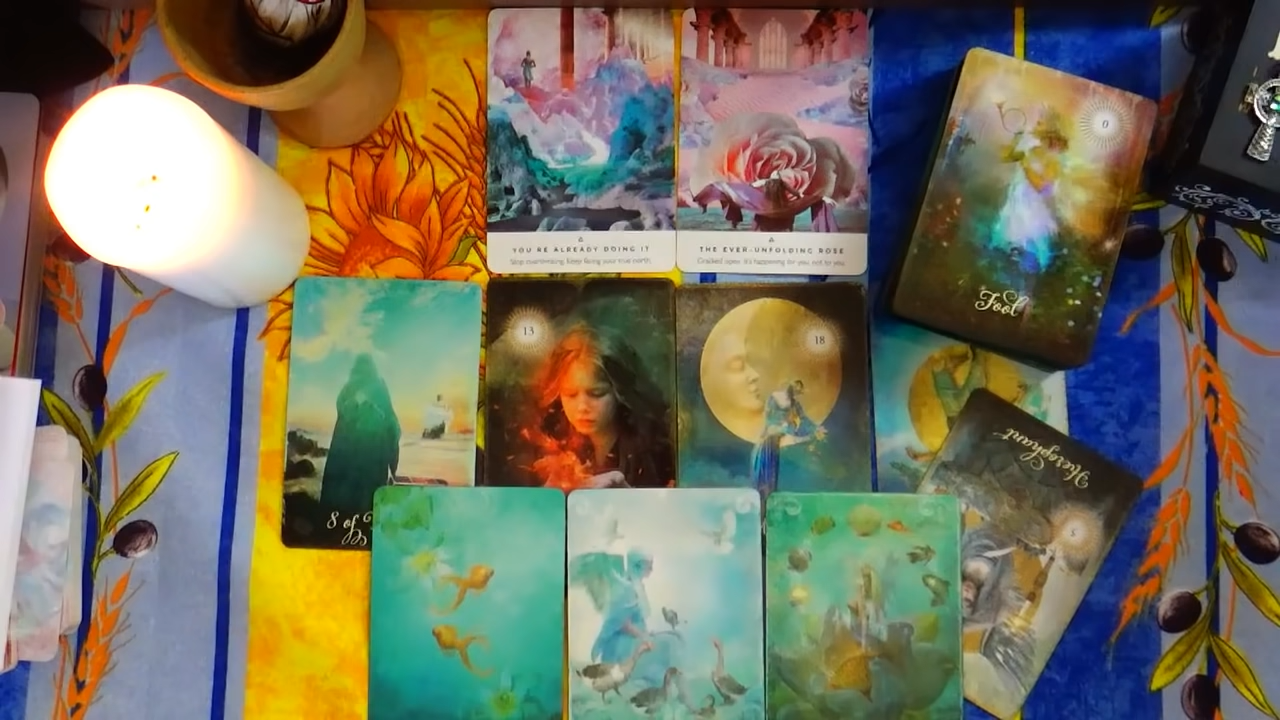 YOU'RE ALREADY DOING IT
Stop overthinking. Keep fixing your true north.
THE EVER-UNFOLDING ROSE
Cracked open. It's happening for you, not to you.
0
Fool
13
18
8 of
Hierophant
5